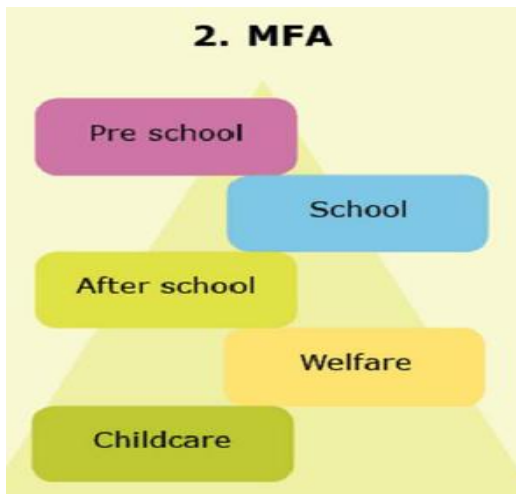 2. MFA
Pre school
School
After school
Welfare
Childcare